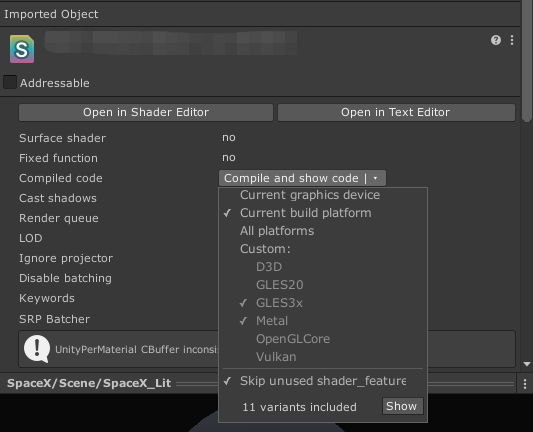 Imported Object
S
Addressable
Open in Shader Editor Open in Text Editor
Surface shader no
Fixed function no
Compiled code Compile and show code |
Cast shadows Current graphics device
Render queue Current build platform
LOD All platforms
Ignore projector Custom:
Disable batching D3D
Keywords GLES20
SRP Batcher GLES3x
Metal
OpenGLCore
Vulkan
UnityPerMaterial CBuffer inconsis
SpaceX/Scene/SpaceX_Lit
Skip unused shader_feature
11 variants included Show